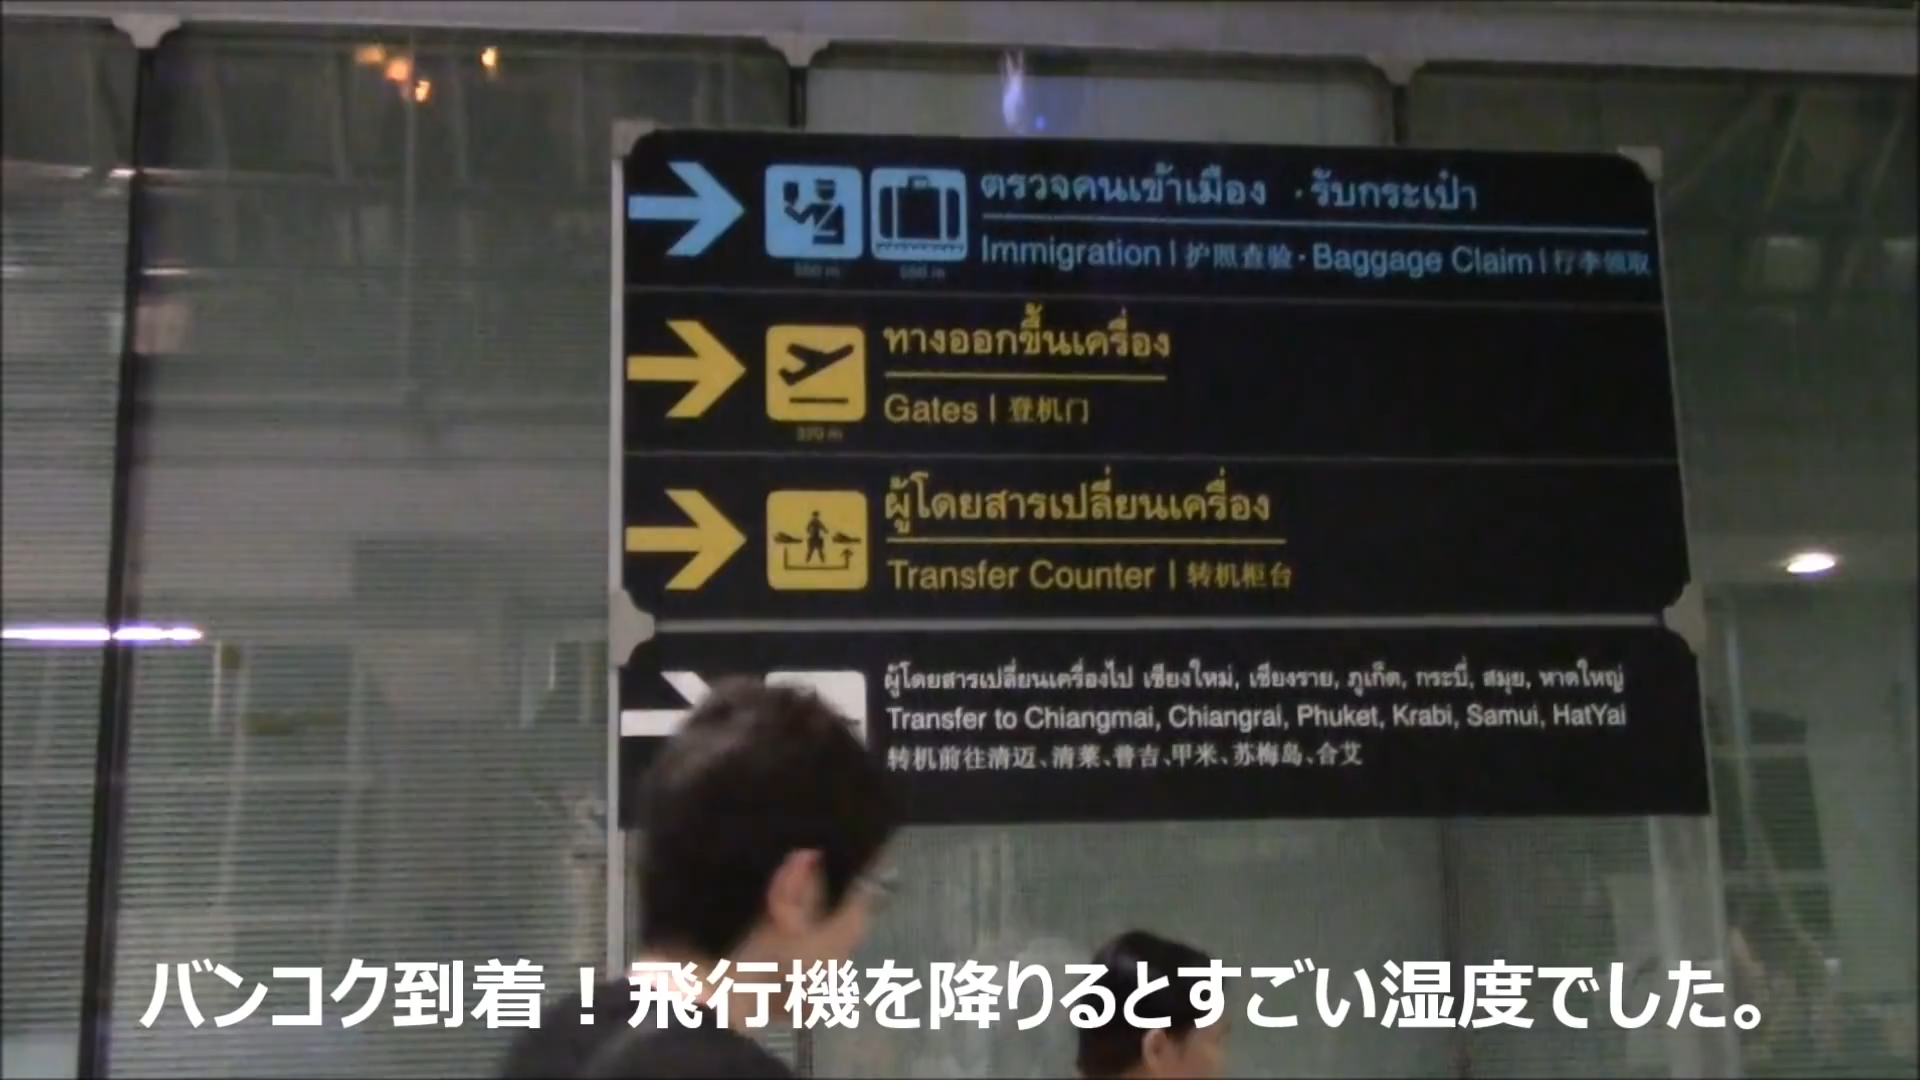 ตรวจคนเข้าเมือง · รับกระเป๋า
Immigration | 护照查验 · Baggage Claim | 行李领取
ทางออกขึ้นเครื่อง
Gates | 登机门
370 m
ผู้โดยสารเปลี่ยนเครื่อง
Transfer Counter | 转机柜台
ผู้โดยสารเปลี่ยนเครื่องไป เชียงใหม่, เชียงราย, ภูเก็ต, กระบี่, สมุย, หาดใหญ่
Transfer to Chiangmai, Chiangrai, Phuket, Krabi, Samui, HatYai
转机前往清迈、清莱、普吉、甲米、苏梅岛、合艾
バンコク到着！飛行機を降りるとすごい湿度でした。